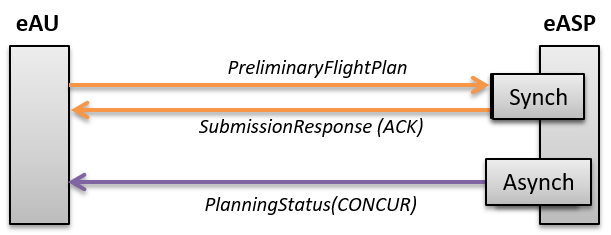 eAU
eASP
PreliminaryFlightPlan
Synch
SubmissionResponse (ACK)
Asynch
PlanningStatus(CONCUR)